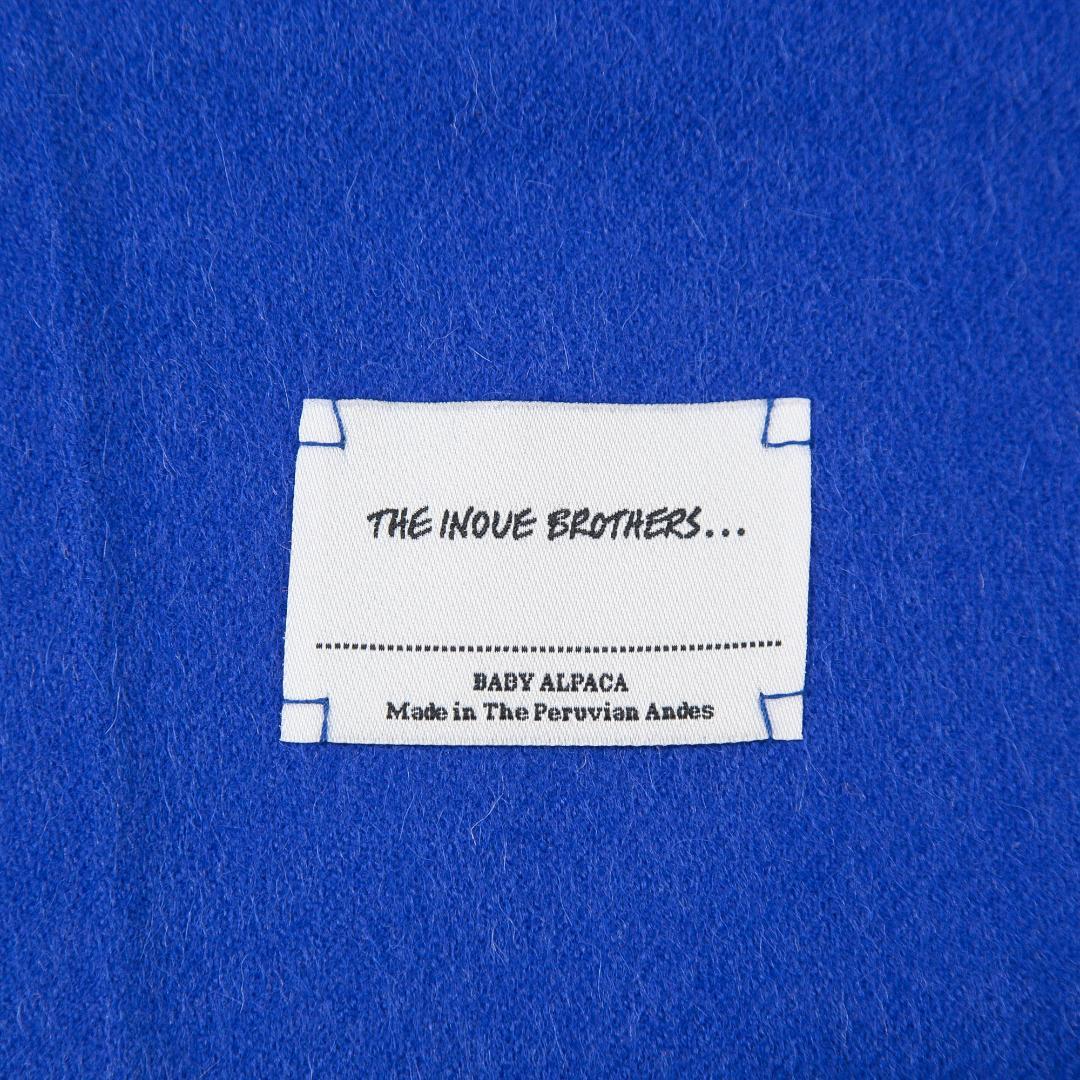 THE INOUE BROTHERS...
BABY ALPACA
Made in The Peruvian Andes